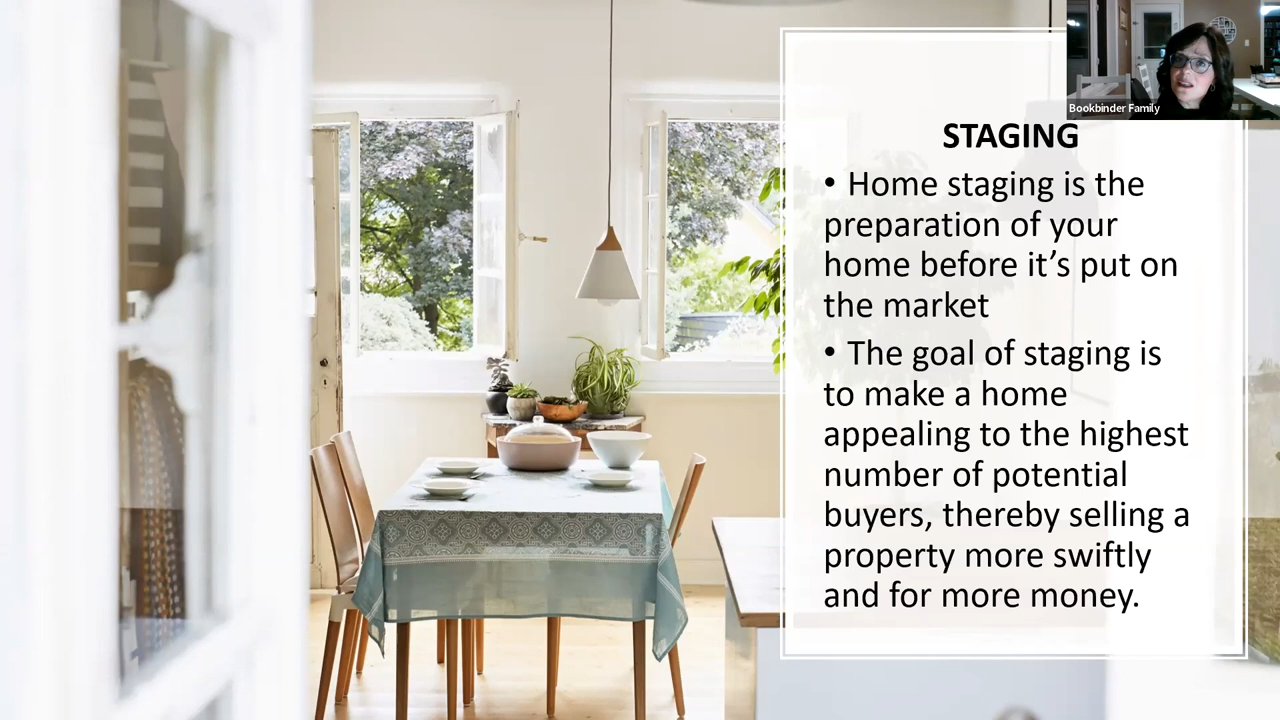 Bookbinder Family
STAGING
• Home staging is the
preparation of your
home before it’s put on
the market
• The goal of staging is
to make a home
appealing to the highest
number of potential
buyers, thereby selling a
property more swiftly
and for more money.